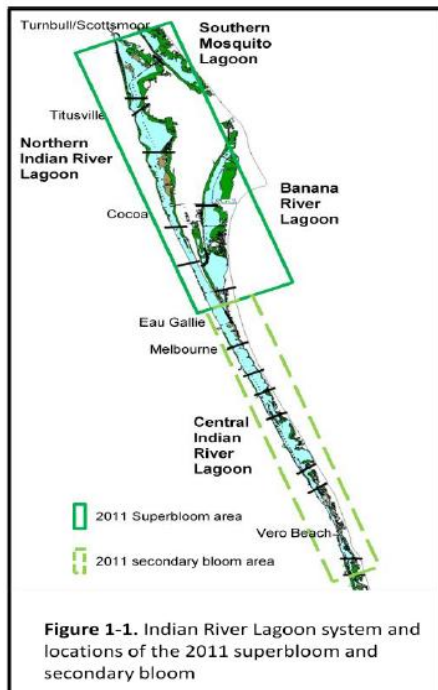 Turnbull/Scottsmoor
Southern
Mosquito
Lagoon
Titusville
Northern
Indian River
Lagoon
Banana
River
Lagoon
Cocoa
Eau Gallie
Melbourne
Central
Indian
River
Lagoon
2011 Superbloom area
Vero Beach
2011 secondary bloom area
Figure 1-1. Indian River Lagoon system and
locations of the 2011 superbloom and
secondary bloom